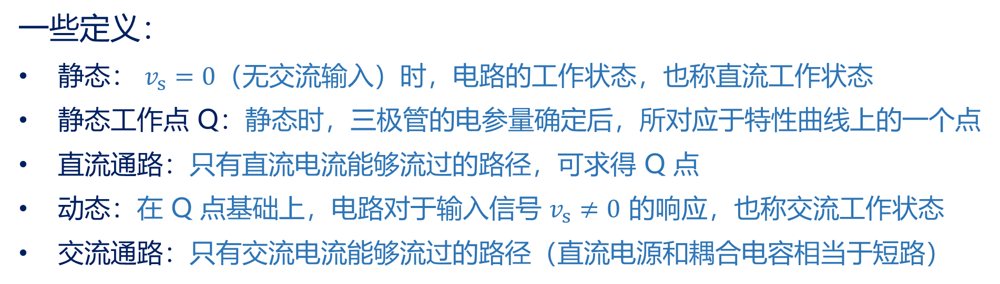 一些定义：
• 静态： vs = 0（无交流输入）时，电路的工作状态，也称直流工作状态
• 静态工作点 Q：静态时，三极管的电参量确定后，所对应于特性曲线上的一个点
• 直流通路：只有直流电流能够流过的路径，可求得 Q 点
• 动态：在 Q 点基础上，电路对于输入信号 vs ≠ 0 的响应，也称交流工作状态
• 交流通路：只有交流电流能够流过的路径（直流电源和耦合电容相当于短路）